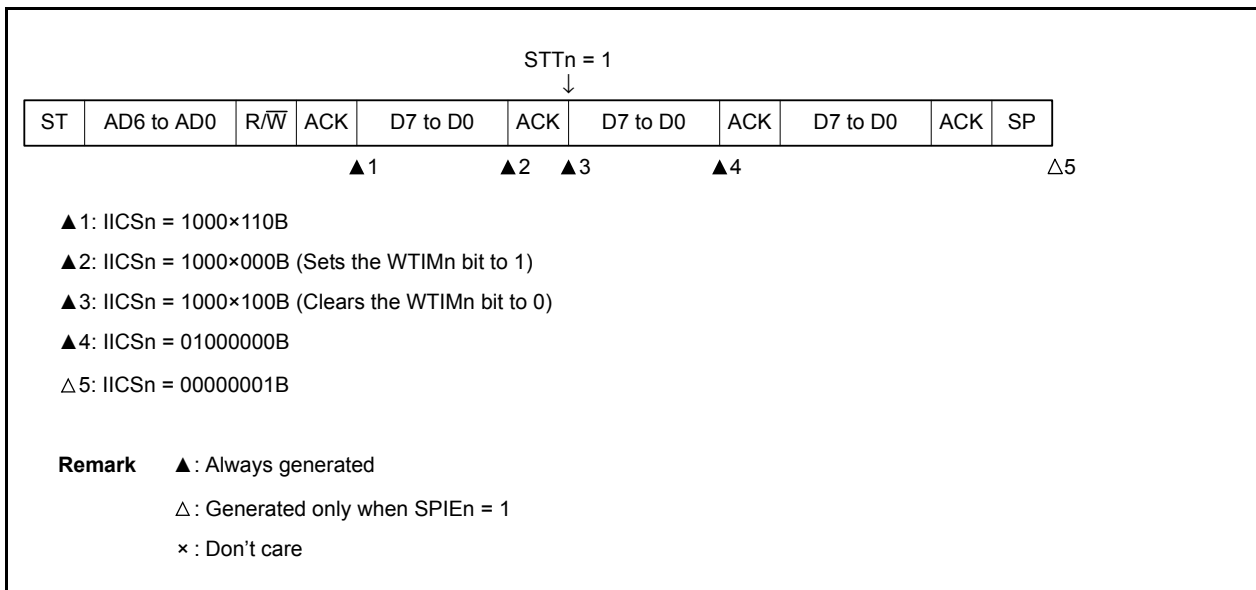 STTn = 1
↓
ST AD6 to AD0 R/W̅ ACK D7 to D0 ACK D7 to D0 ACK D7 to D0 ACK SP
▲1 ▲2 ▲3 ▲4 △5
▲1: IICSn = 1000×110B
▲2: IICSn = 1000×000B (Sets the WTIMn bit to 1)
▲3: IICSn = 1000×100B (Clears the WTIMn bit to 0)
▲4: IICSn = 01000000B
△5: IICSn = 00000001B
Remark ▲: Always generated
△: Generated only when SPIEn = 1
×: Don't care